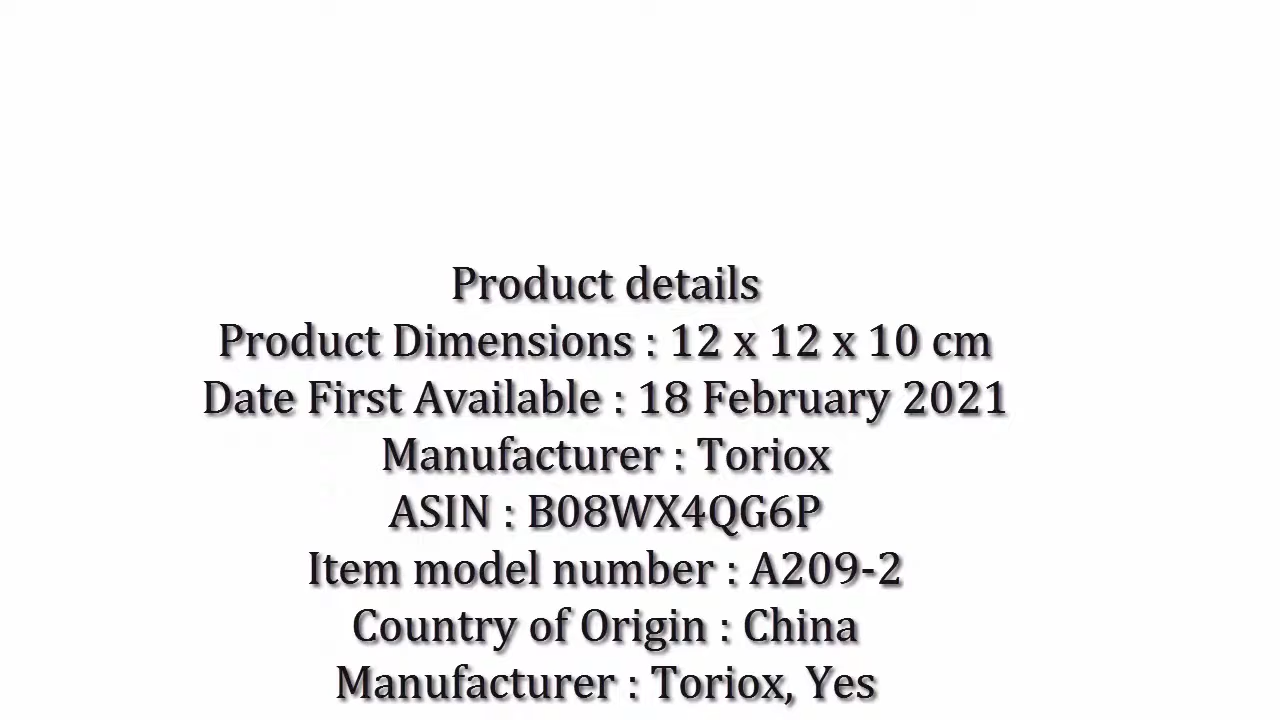 Product details
Product Dimensions : 12 x 12 x 10 cm
Date First Available : 18 February 2021
Manufacturer : Toriox
ASIN : B08WX4QG6P
Item model number : A209-2
Country of Origin : China
Manufacturer : Toriox, Yes